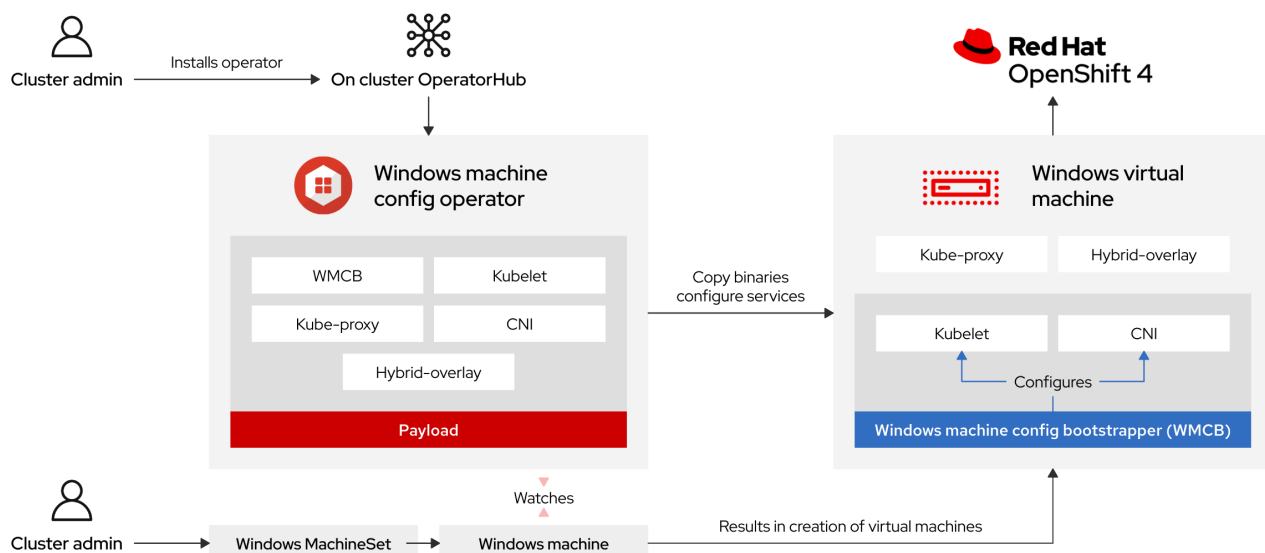 Cluster admin
Installs operator
On cluster OperatorHub
Red Hat
OpenShift 4
Windows machine
config operator
WMCB
Kubelet
Kube-proxy
CNI
Hybrid-overlay
Payload
Copy binaries
configure services
Windows virtual
machine
Kube-proxy
Hybrid-overlay
Kubelet
CNI
Configures
Windows machine config bootstrapper (WMCB)
Watches
Cluster admin
Windows MachineSet
Windows machine
Results in creation of virtual machines